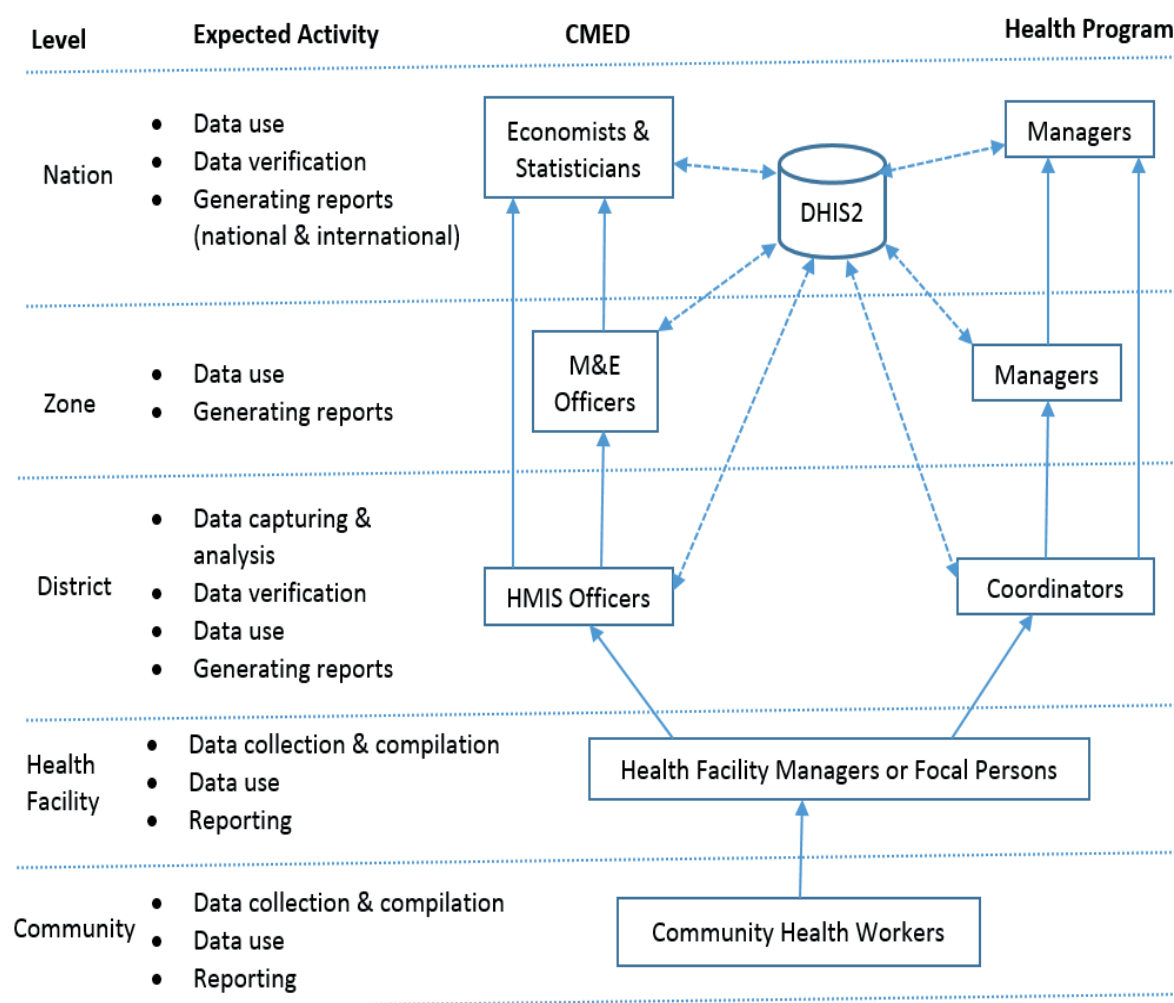 Level Expected Activity CMED Health Program
Nation
• Data use
• Data verification
• Generating reports
(national & international)
Economists &
Statisticians
DHIS2
Managers
Zone
• Data use
• Generating reports
M&E
Officers
Managers
District
• Data capturing &
analysis
• Data verification
• Data use
• Generating reports
HMIS Officers
Coordinators
Health
Facility
• Data collection & compilation
• Data use
• Reporting
Health Facility Managers or Focal Persons
Community
• Data collection & compilation
• Data use
• Reporting
Community Health Workers